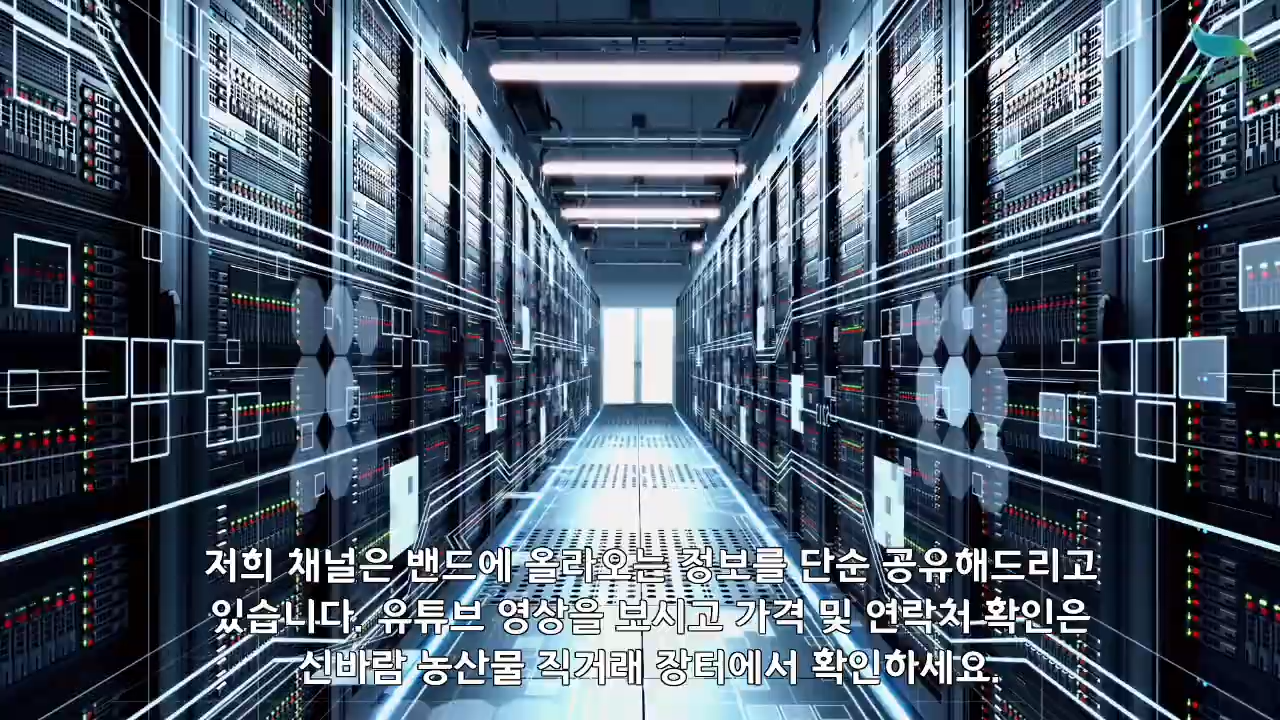 저희 채널은 밴드에 올라오는 정보를 단순 공유해드리고
있습니다. 유튜브 영상을 보시고 가격 및 연락처 확인은
신바람 농산물 직거래 장터에서 확인하세요.